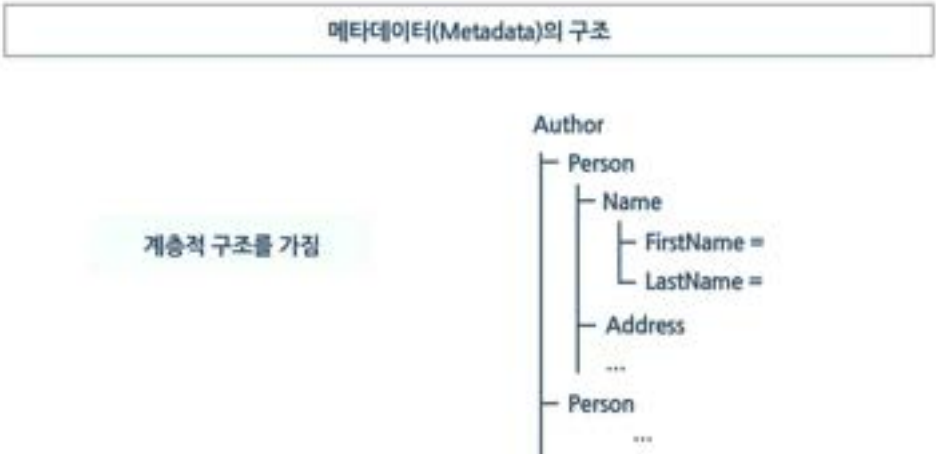 메타데이터(Metadata)의 구조
계층적 구조를 가짐
Author
Person
Name
FirstName =
LastName =
Address
...
Person
...